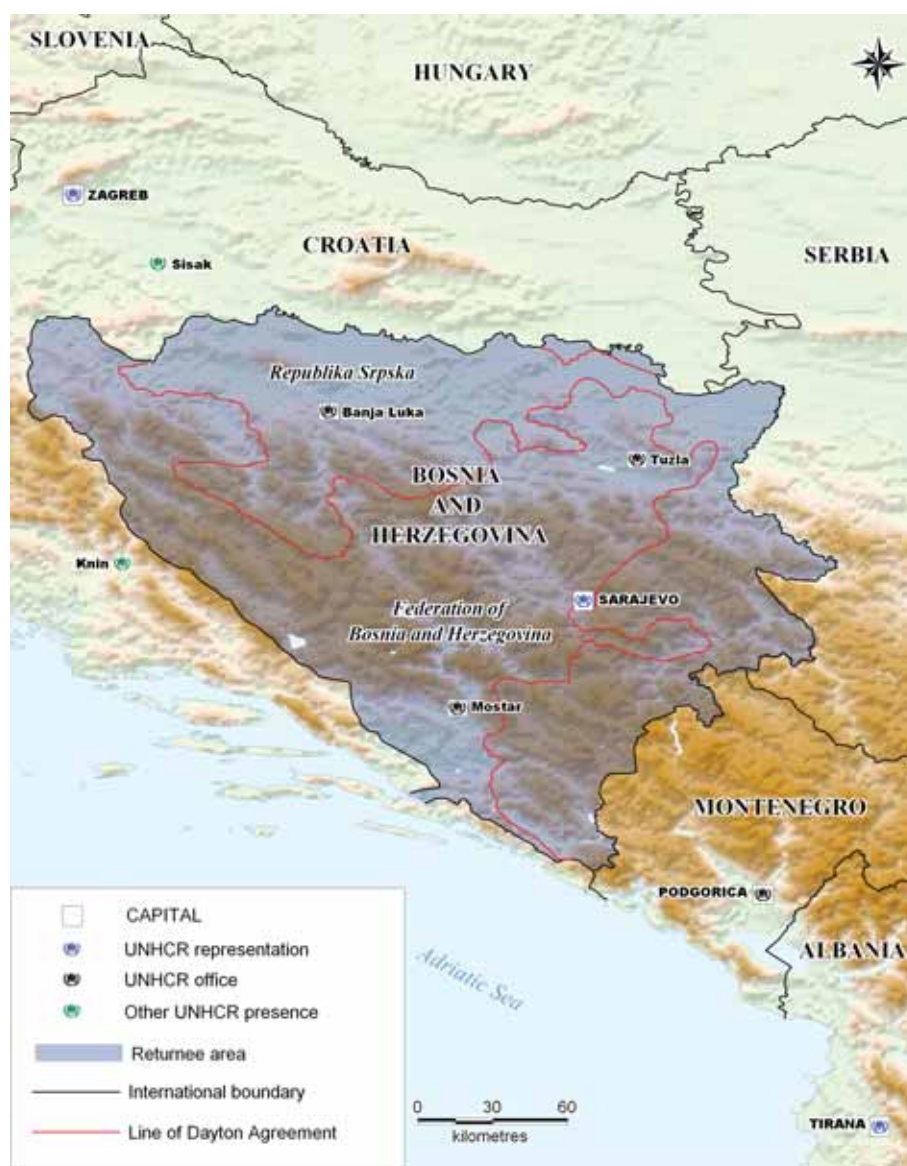 SLOVENIA
HUNGARY
ZAGREB
CROATIA
SERBIA
Sisak
Republika Srpska
Banja Luka
Tuzla
BOSNIA
AND
HERZEGOVINA
Knin
SARAJEVO
Federation of
Bosnia and Herzegovina
Mostar
MONTENEGRO
PODGORICA
ALBANIA
Adriatic Sea
TIRANA
CAPITAL
UNHCR representation
UNHCR office
Other UNHCR presence
Returnee area
International boundary
Line of Dayton Agreement
0 30 60
kilometres